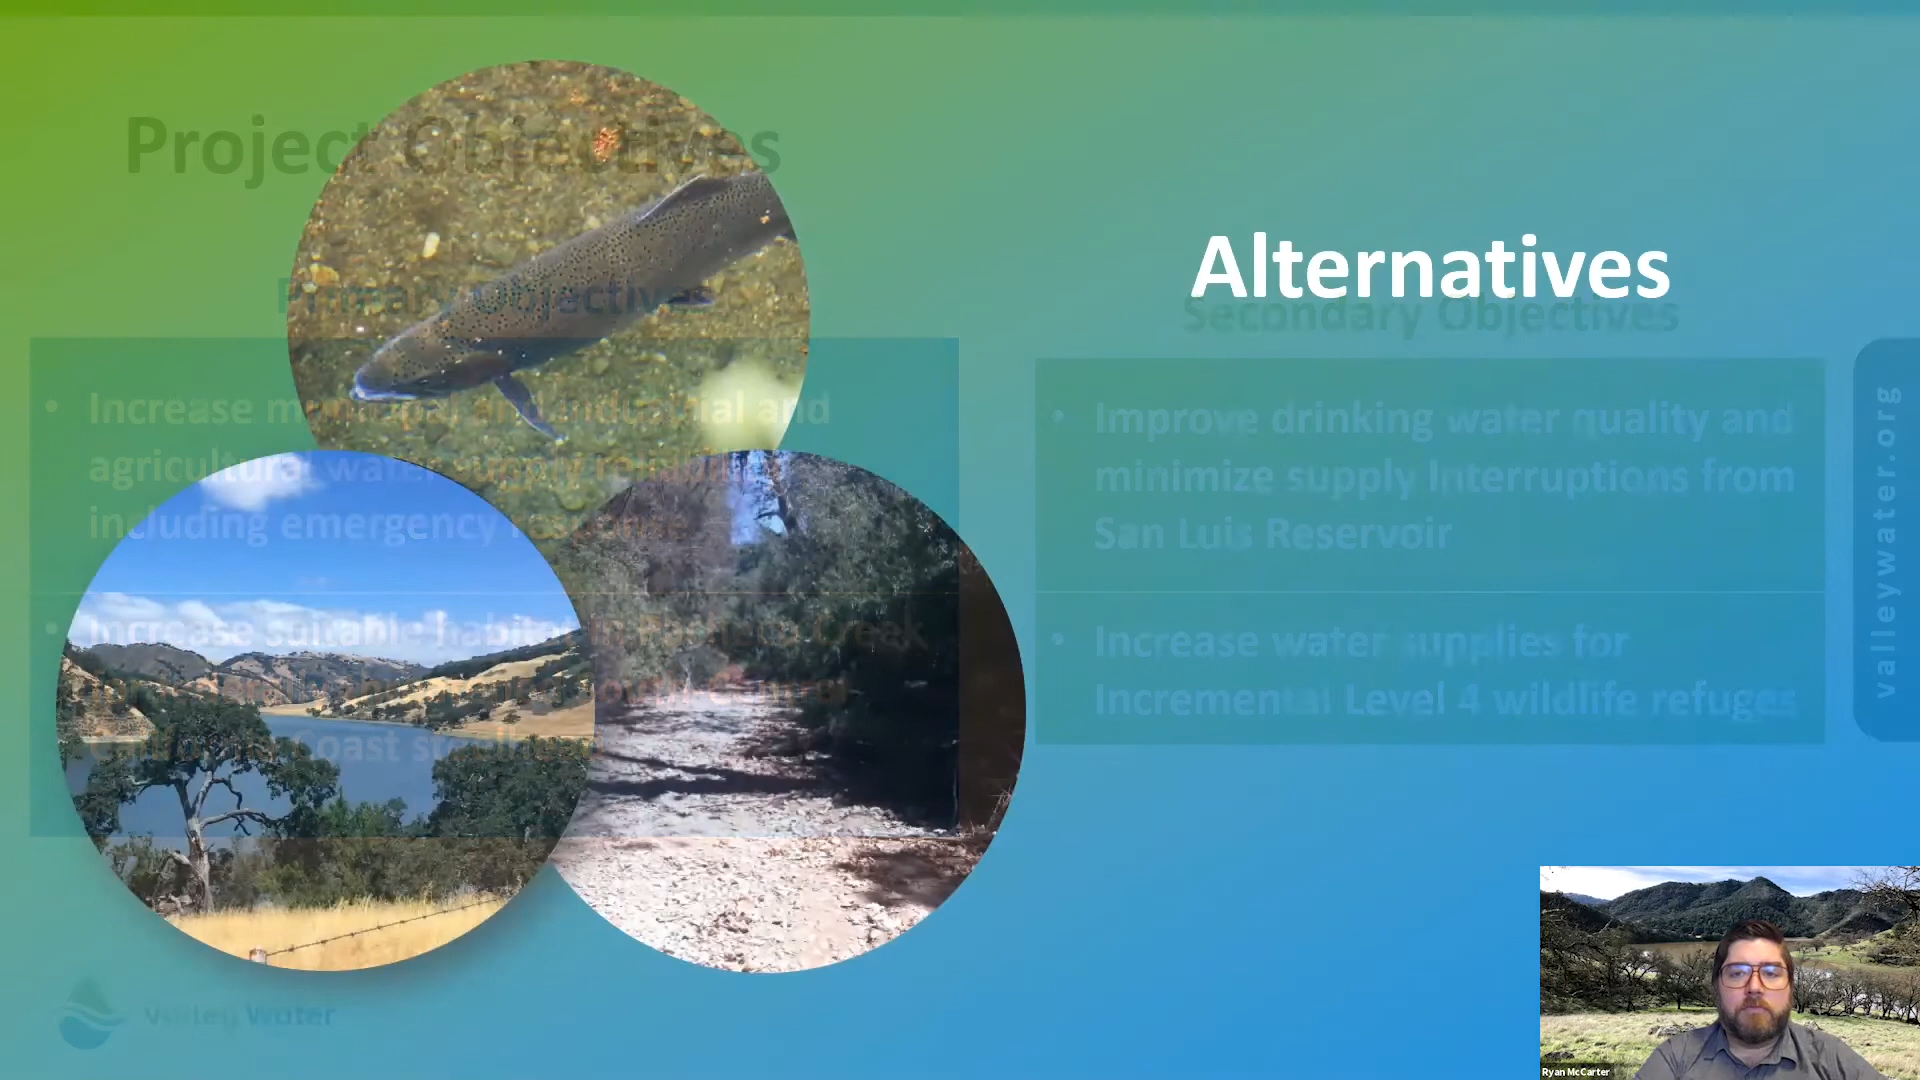 Project Objectives
Alternatives
Primary Objectives
Secondary Objectives
• Increase municipal and industrial and
agricultural water supply reliability
including emergency response
• Increase suitable habitat in Pacheco Creek
Coast steelhead
• Improve drinking water quality and
minimize supply Interruptions from
San Luis Reservoir
• Increase water supplies for
Incremental Level 4 wildlife refuges
valleywater.org
Valley Water
Ryan McCarter